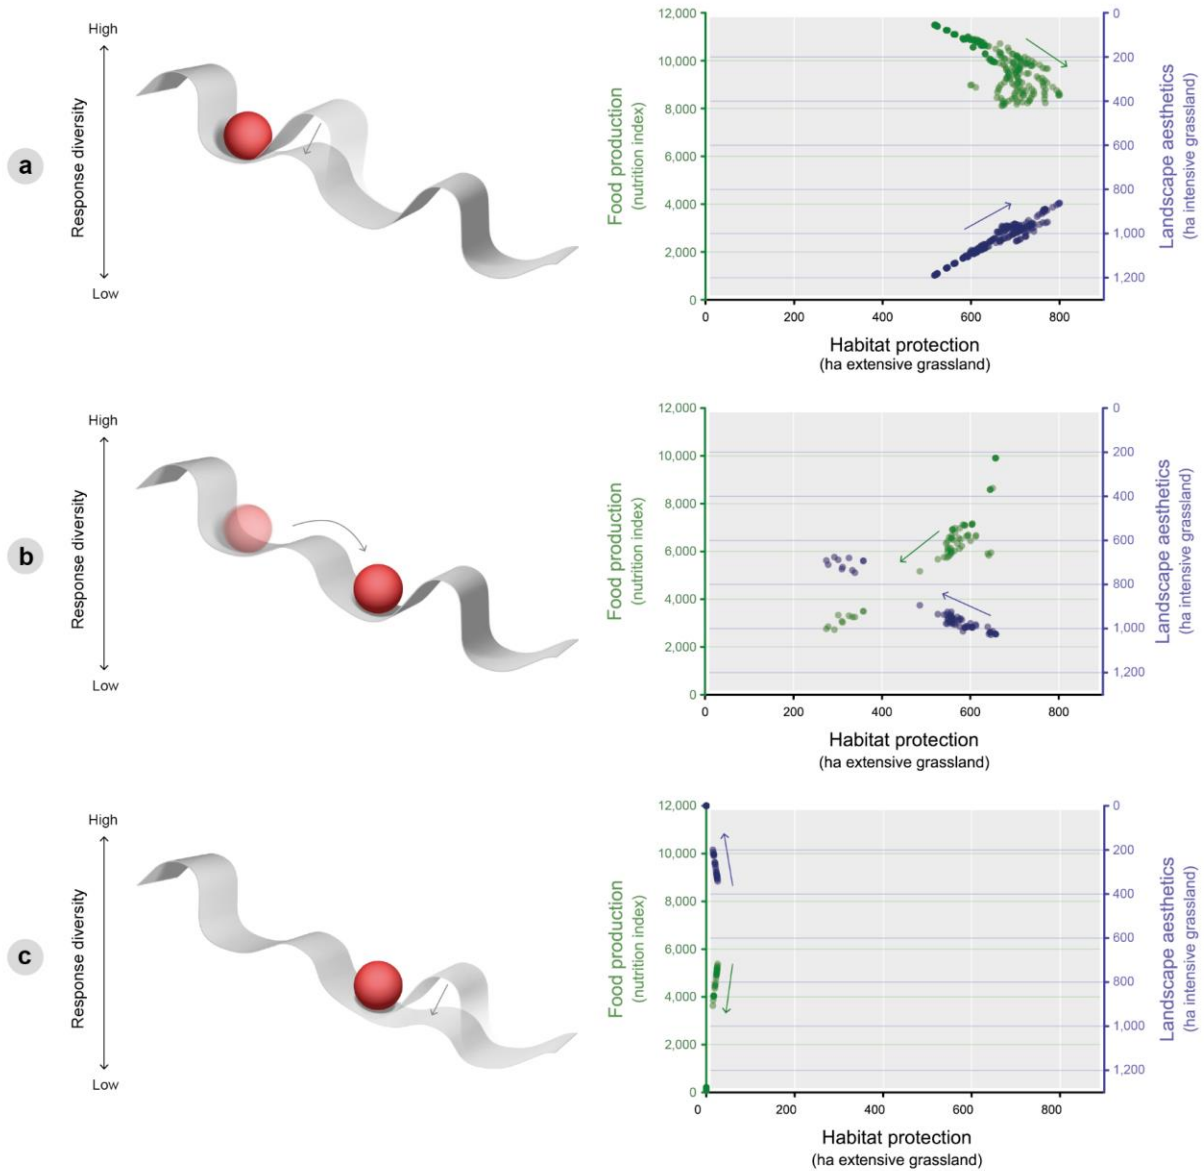 High
Response diversity
Low
a
12,000
10,000
8,000
6,000
4,000
2,000
0
Food production
(nutrition index)
0
200
400
600
800
1,000
1,200
Landscape aesthetics
(ha intensive grassland)
0 200 400 600 800
Habitat protection
(ha extensive grassland)
High
Response diversity
Low
b
12,000
10,000
8,000
6,000
4,000
2,000
0
Food production
(nutrition index)
0
200
400
600
800
1,000
1,200
Landscape aesthetics
(ha intensive grassland)
0 200 400 600 800
Habitat protection
(ha extensive grassland)
High
Response diversity
Low
c
12,000
10,000
8,000
6,000
4,000
2,000
0
Food production
(nutrition index)
0
200
400
600
800
1,000
1,200
Landscape aesthetics
(ha intensive grassland)
0 200 400 600 800
Habitat protection
(ha extensive grassland)